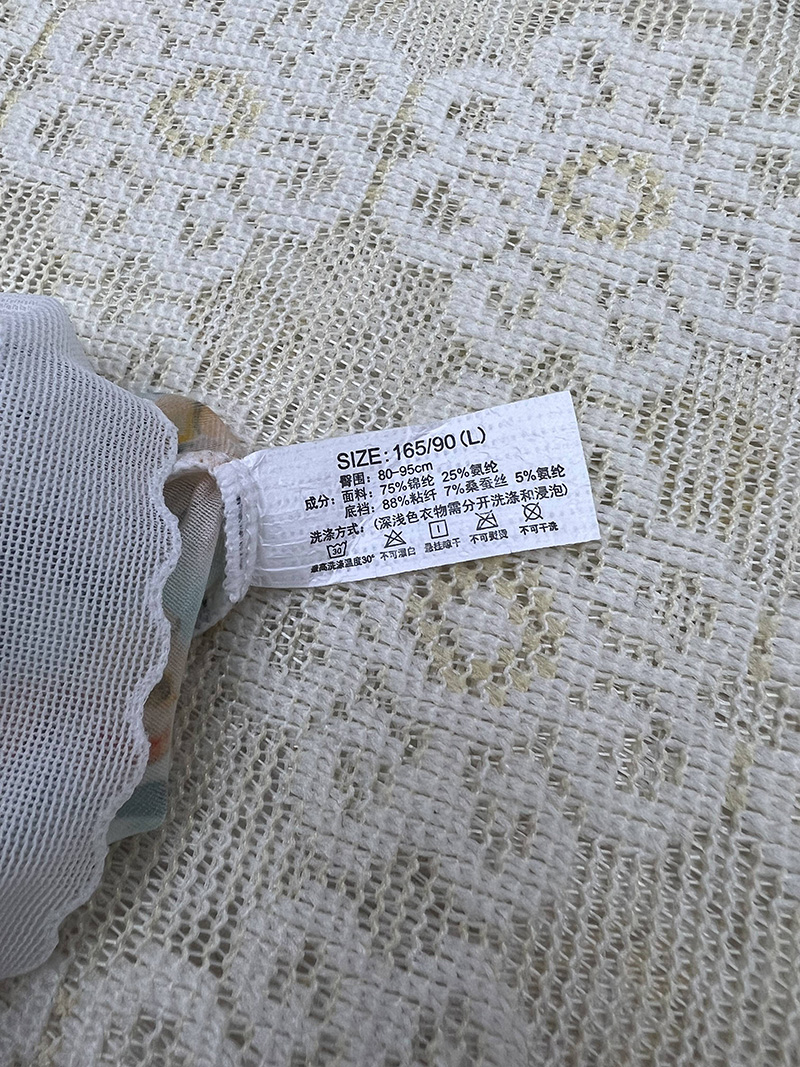 SIZE: 165/90(L)
臀围: 80-95cm
成分: 面料: 75%锦纶 25%氨纶
底裆: 88%粘纤 7%桑蚕丝 5%氨纶
洗涤方式: (深浅色衣物需分开洗涤和浸泡)
30
最高洗涤温度30° 不可漂白 悬挂晾干 不可熨烫 不可干洗